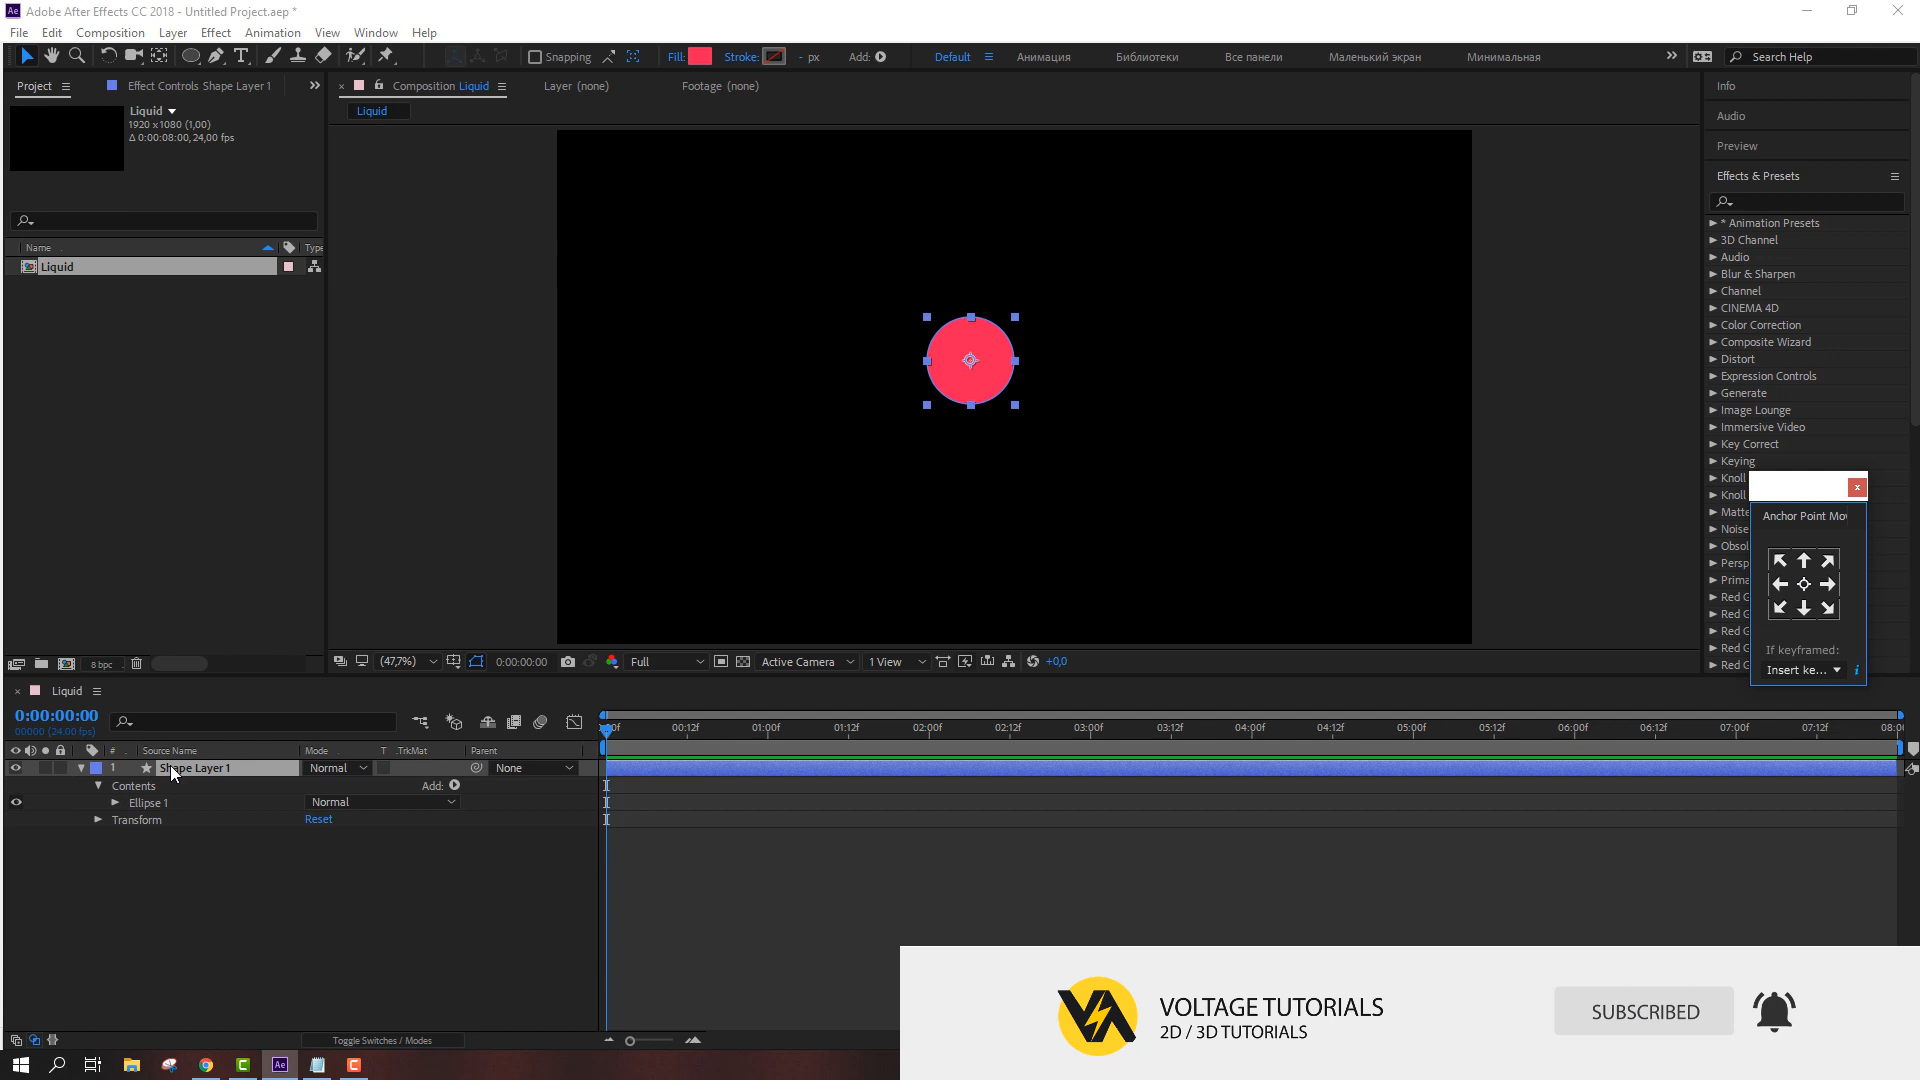 Adobe After Effects CC 2018 - Untitled Project.aep *
File Edit Composition Layer Effect Animation View Window Help
Snapping Fill: Stroke: - px Add: Default Анимация Библиотеки Все панели Маленький экран Минимальная Search Help
Project Effect Controls Shape Layer 1
Composition Liquid Layer (none) Footage (none)
Liquid
Liquid
1920 x1080 (1,00)
Δ 0:00:08:00, 24,00 fps
Name Type
Liquid
8 bpc
(47,7%) 0:00:00:00 Full Active Camera 1 View +0,0
Info
Audio
Preview
Effects & Presets
* Animation Presets
3D Channel
Audio
Blur & Sharpen
Channel
CINEMA 4D
Color Correction
Composite Wizard
Distort
Expression Controls
Generate
Image Lounge
Immersive Video
Key Correct
Keying
Knoll
Knoll
Matte
Noise
Obsol
Persp
Prima
Red G
Red G
Red G
Red G
Red G
Anchor Point Mo
If keyframed:
Insert ke...
Liquid
0:00:00:00
00000 (24.00 fps)
:00f 00:12f 01:00f 01:12f 02:00f 02:12f 03:00f 03:12f 04:00f 04:12f 05:00f 05:12f 06:00f 06:12f 07:00f 07:12f 08:00
# Source Name Mode T .TrkMat Parent
1 Shape Layer 1 Normal None
Contents Add:
Ellipse 1 Normal
Transform Reset
Toggle Switches / Modes
VOLTAGE TUTORIALS
2D / 3D TUTORIALS
SUBSCRIBED